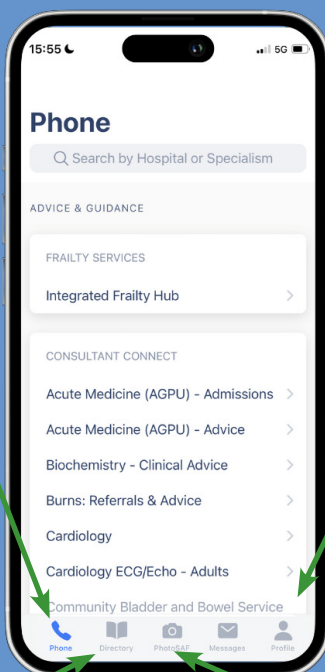 15:55
5G
Phone
Search by Hospital or Specialism
ADVICE & GUIDANCE
FRAILTY SERVICES
Integrated Frailty Hub
CONSULTANT CONNECT
Acute Medicine (AGPU) - Admissions
Acute Medicine (AGPU) - Advice
Biochemistry - Clinical Advice
Burns: Referrals & Advice
Cardiology
Cardiology ECG/Echo - Adults
Community Bladder and Bowel Service
Phone Directory PhotoSAF Messages Profile